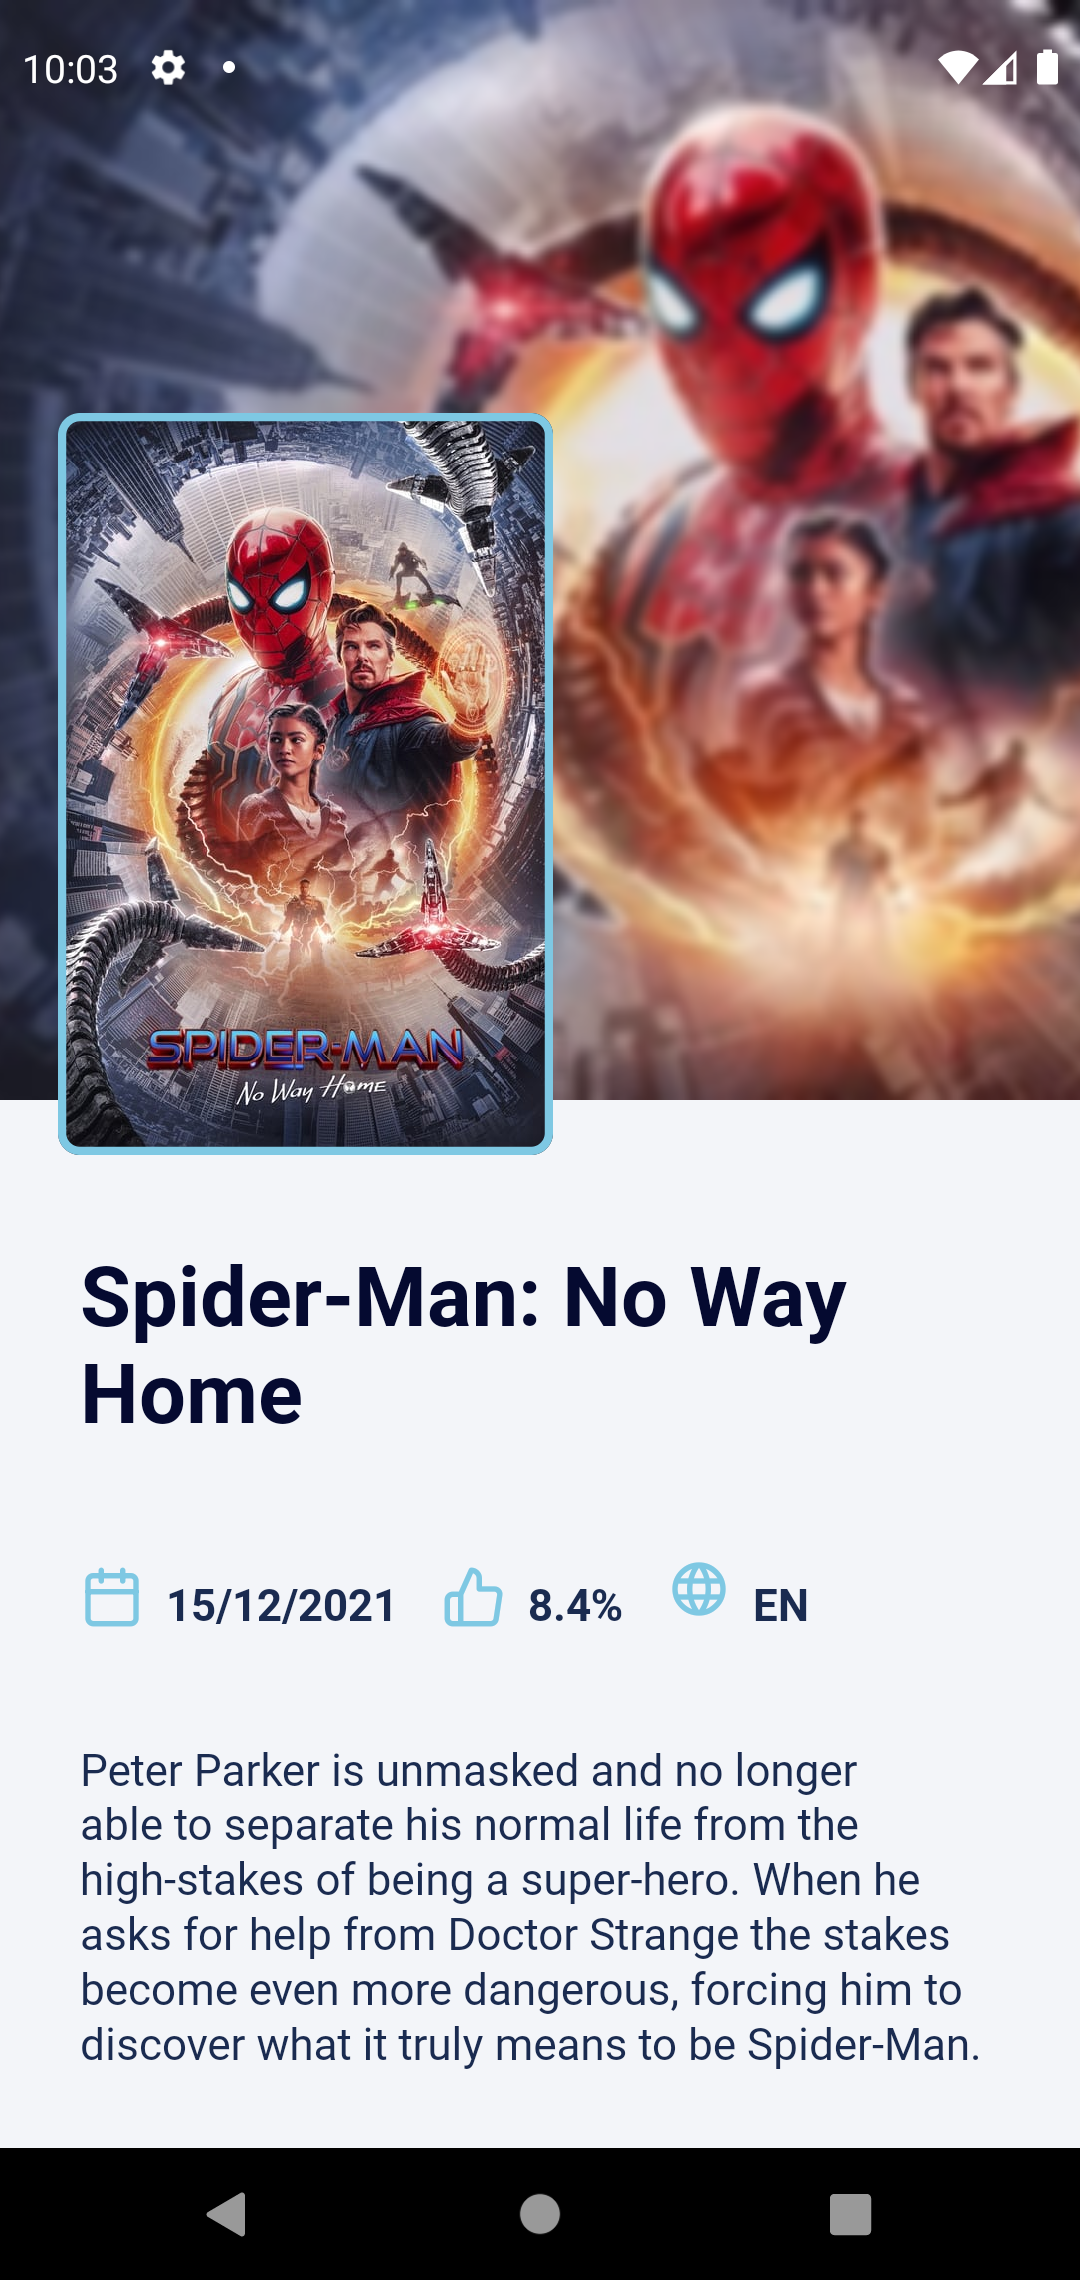 10:03
SPIDER-MAN
No Way Home
Spider-Man: No Way
Home
15/12/2021 8.4% EN
Peter Parker is unmasked and no longer
able to separate his normal life from the
high-stakes of being a super-hero. When he
asks for help from Doctor Strange the stakes
become even more dangerous, forcing him to
discover what it truly means to be Spider-Man.